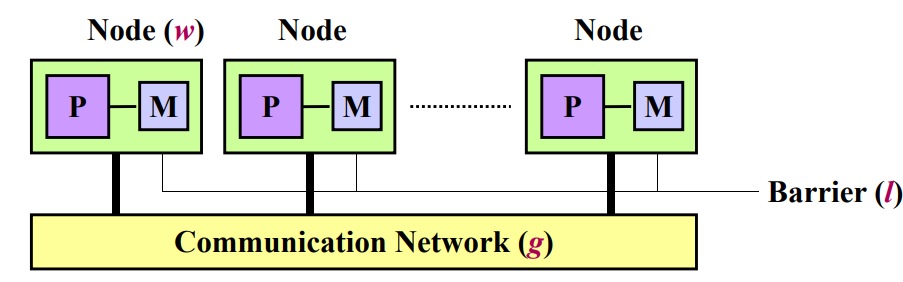 Node (w) Node Node
P M P M P M
Barrier (l)
Communication Network (g)